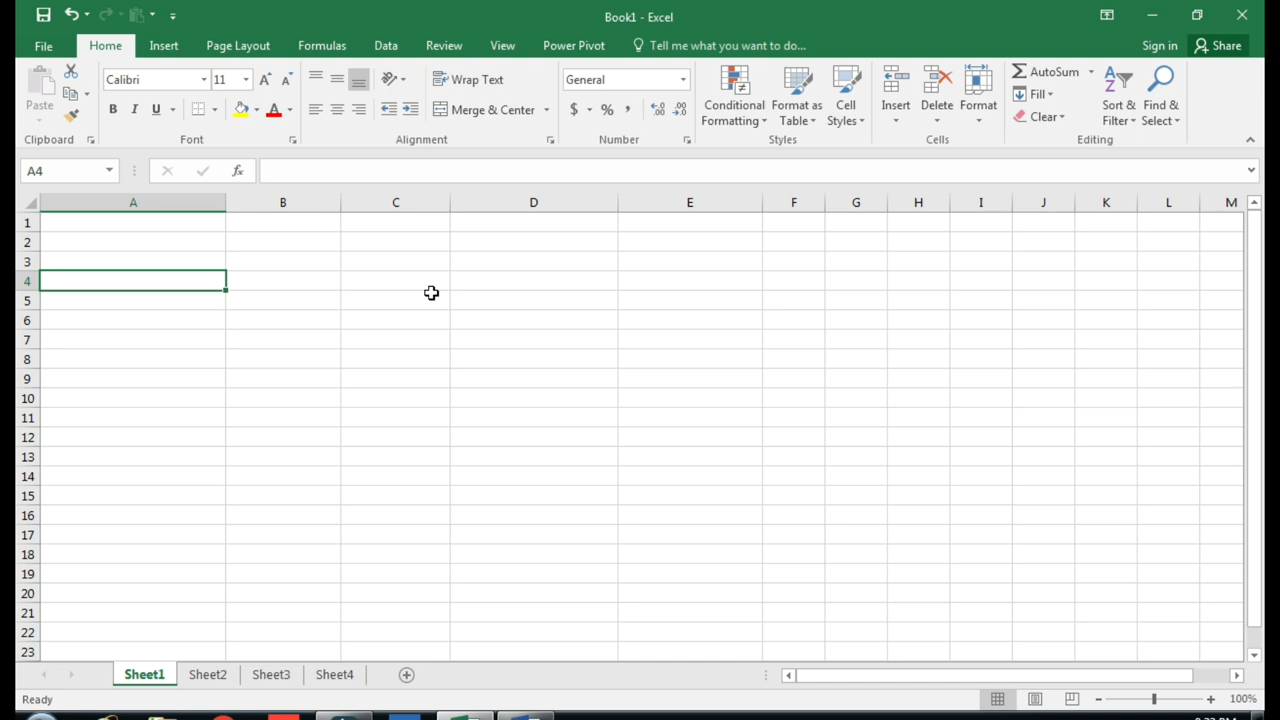 Book1 - Excel
File Home Insert Page Layout Formulas Data Review View Power Pivot Tell me what you want to do... Sign in Share
Paste Calibri 11 Wrap Text General Conditional Formatting Format as Table Cell Styles Insert Delete Format AutoSum Fill Clear Sort & Filter Find & Select
B I U Merge & Center $ % ,
Clipboard Font Alignment Number Styles Cells Editing
A4 fx
A B C D E F G H I J K L M
1
2
3
4
5
6
7
8
9
10
11
12
13
14
15
16
17
18
19
20
21
22
23
Sheet1 Sheet2 Sheet3 Sheet4
Ready 100%